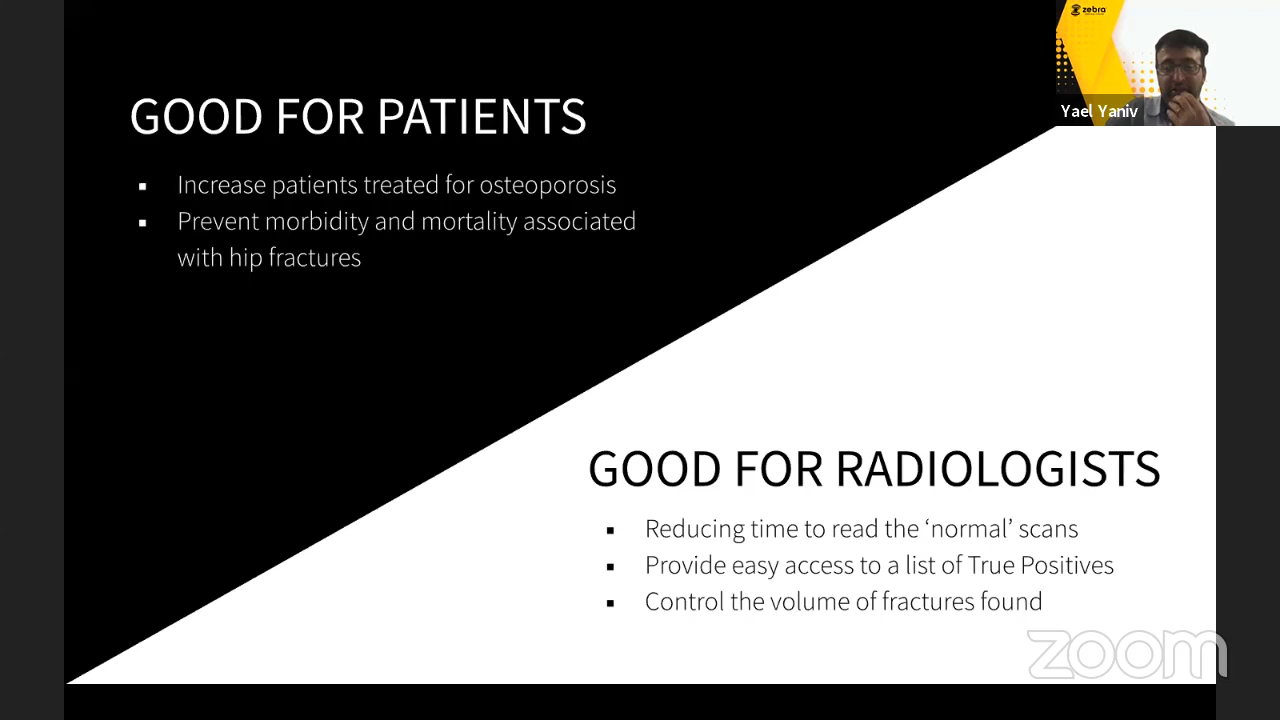 zebra
Yael Yaniv
GOOD FOR PATIENTS
▪ Increase patients treated for osteoporosis
▪ Prevent morbidity and mortality associated
with hip fractures
GOOD FOR RADIOLOGISTS
▪ Reducing time to read the ‘normal’ scans
▪ Provide easy access to a list of True Positives
▪ Control the volume of fractures found
zoom